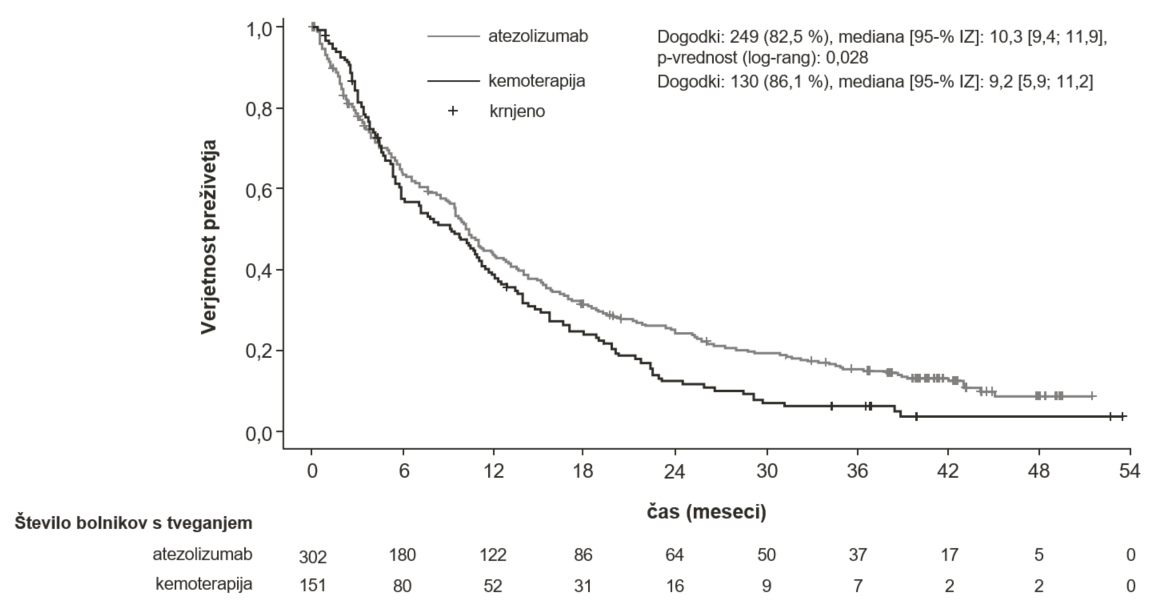 atezolizumab
Dogodki: 249 (82,5 %), mediana [95-% IZ]: 10,3 [9,4; 11,9],
p-vrednost (log-rang): 0,028
kemoterapija
Dogodki: 130 (86,1 %), mediana [95-% IZ]: 9,2 [5,9; 11,2]
+ krnjeno
Verjetnost preživetja
1,0
0,8
0,6
0,4
0,2
0,0
0 6 12 18 24 30 36 42 48 54
čas (meseci)
Število bolnikov s tveganjem
atezolizumab 302 180 122 86 64 50 37 17 5 0
kemoterapija 151 80 52 31 16 9 7 2 2 0